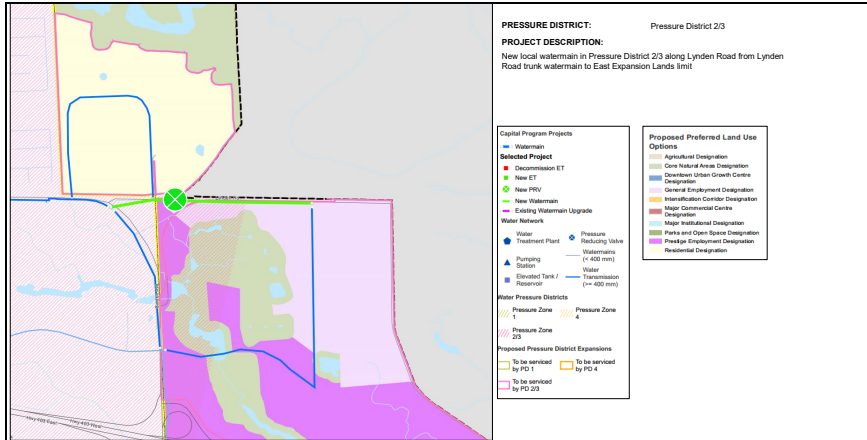 PRESSURE DISTRICT: Pressure District 2/3
PROJECT DESCRIPTION:
New local watermain in Pressure District 2/3 along Lynden Road from Lynden
Road trunk watermain to East Expansion Lands limit
Capital Program Projects
Watermain
Selected Project
Decommission ET
New ET
New PRV
New Watermain
Existing Watermain Upgrade
Water Network
Water
Treatment Plant
Pressure
Reducing Valve
Pumping
Station
Watermains
(< 400 mm)
Elevated Tank /
Reservoir
Water
Transmission
(>= 400 mm)
Water Pressure Districts
Pressure Zone
1
Pressure Zone
4
Pressure Zone
2/3
Proposed Pressure District Expansions
To be serviced
by PD 1
To be serviced
by PD 4
To be serviced
by PD 2/3
Proposed Preferred Land Use
Options
Agricultural Designation
Core Natural Areas Designation
Downtown Urban Growth Centre
Designation
General Employment Designation
Intensification Corridor Designation
Major Commercial Centre
Designation
Major Institutional Designation
Parks and Open Space Designation
Prestige Employment Designation
Residential Designation
Hwy 403 East
Hwy 403 West